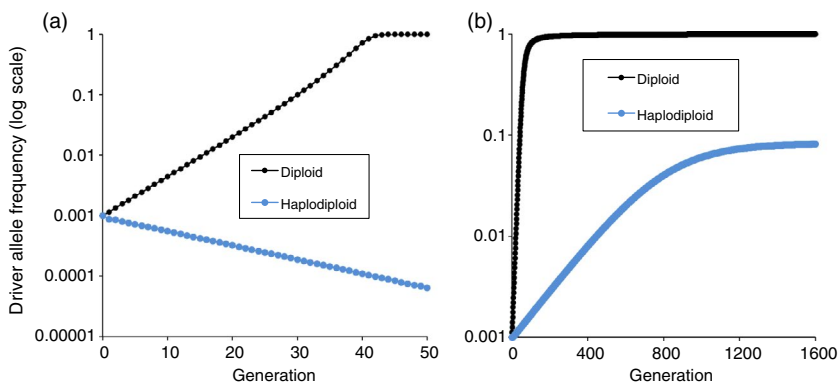 (a)
Driver allele frequency (log scale)
1
0.1
0.01
0.001
0.0001
0.00001
Diploid
Haplodiploid
0 10 20 30 40 50
Generation
(b)
1
0.1
0.01
0.001
Diploid
Haplodiploid
0 400 800 1200 1600
Generation